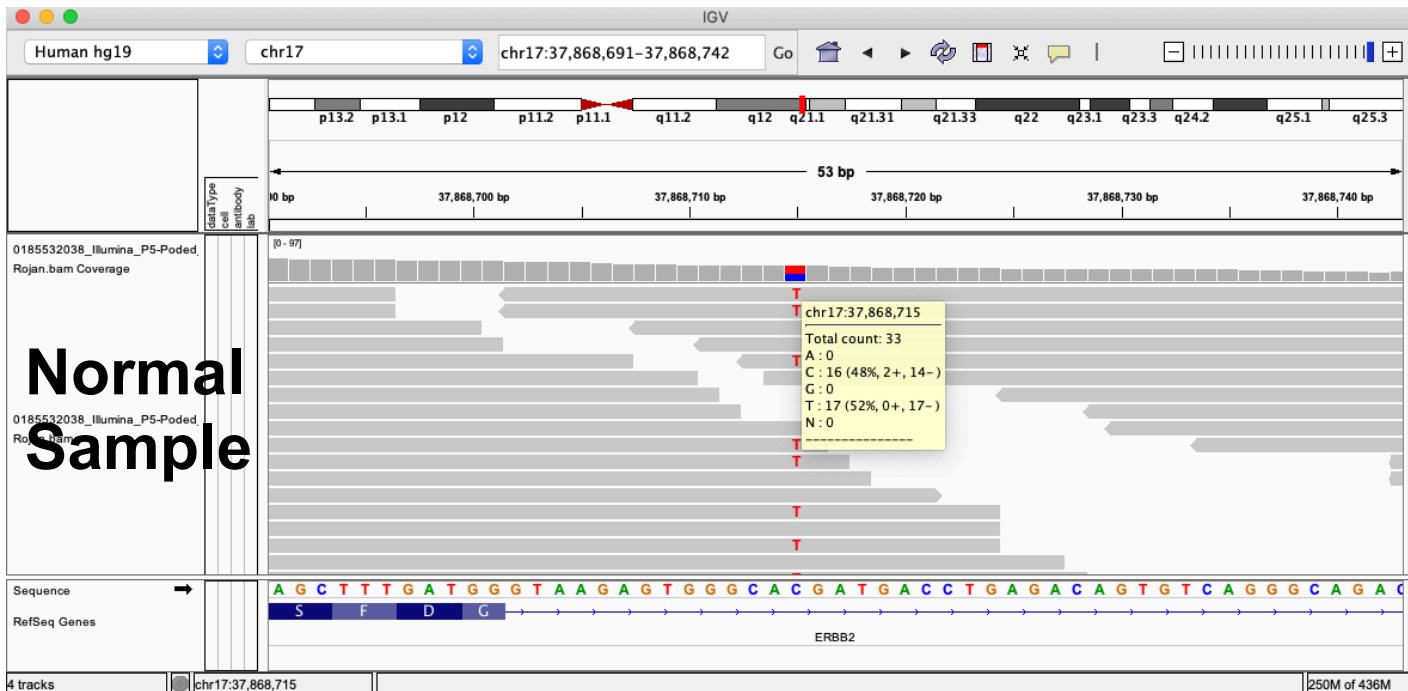 IGV
Human hg19
chr17
chr17:37,868,691-37,868,742
Go
p13.2 p13.1 p12 p11.2 p11.1 q11.2 q12 q21.1 q21.31 q21.33 q22 q23.1 q23.3 q24.2 q25.1 q25.3
53 bp
bp 37,868,700 bp 37,868,710 bp 37,868,720 bp 37,868,730 bp 37,868,740 bp
dataType
cell
antibody
lab
0185532038_Illumina_P5-Poded_
Rojan.bam Coverage
[0 - 97]
T
T
chr17:37,868,715
Total count: 33
A : 0
C : 16 (48%, 2+, 14- )
G : 0
T : 17 (52%, 0+, 17- )
N : 0
---------------
T
T
T
T
T
Normal
Sample
0185532038_Illumina_P5-Poded_
Rojan.bam
Sequence
A G C T T T G A T G G G T A A G A G T G G G C A C G A T G A C C T G A G A C A G T G T C A G G G C A G A C
RefSeq Genes
S F D G
ERBB2
4 tracks
chr17:37,868,715
250M of 436M